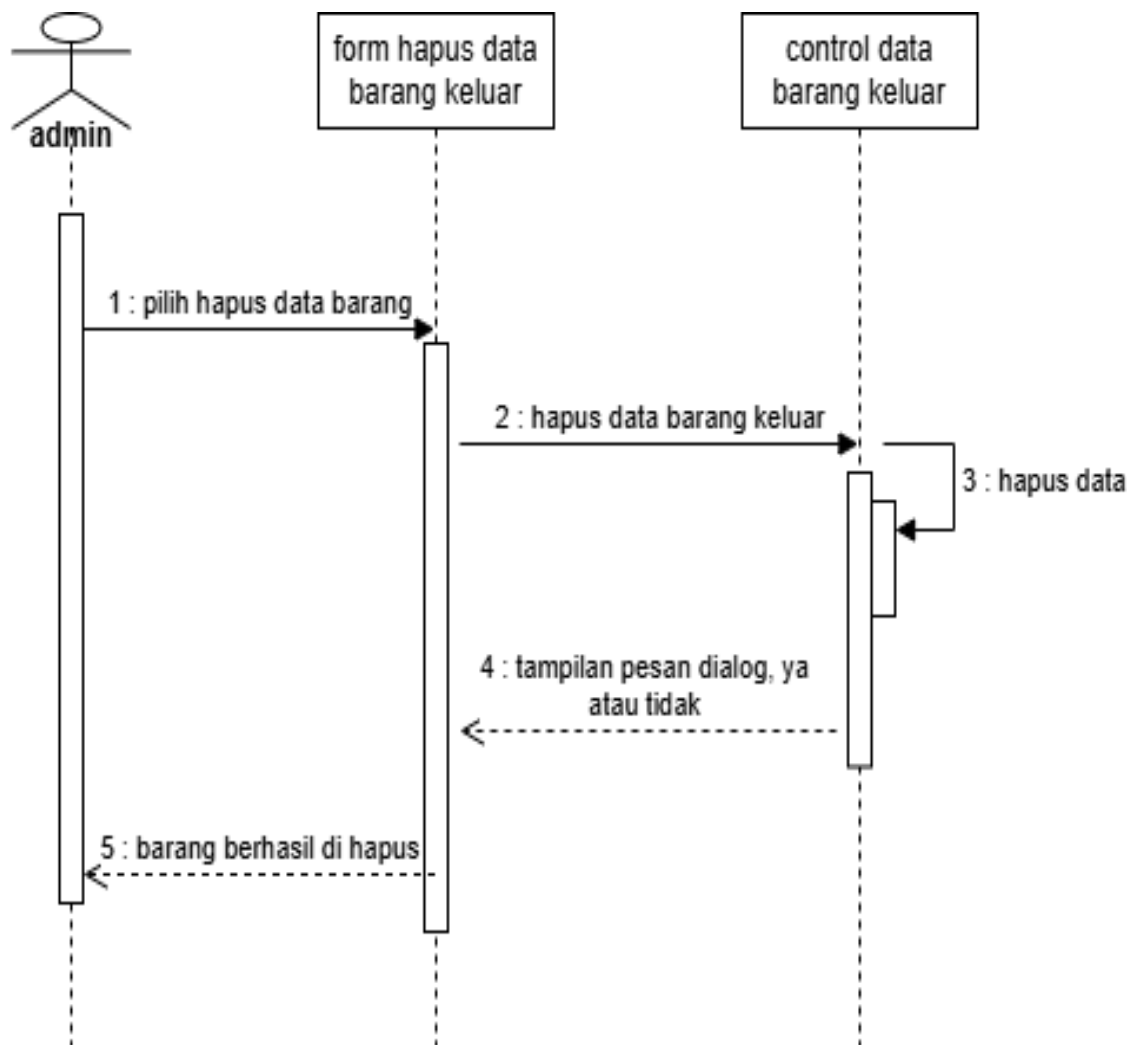 admin
form hapus data
barang keluar
control data
barang keluar
1 : pilih hapus data barang
2 : hapus data barang keluar
3 : hapus data
4 : tampilan pesan dialog, ya
atau tidak
5 : barang berhasil di hapus